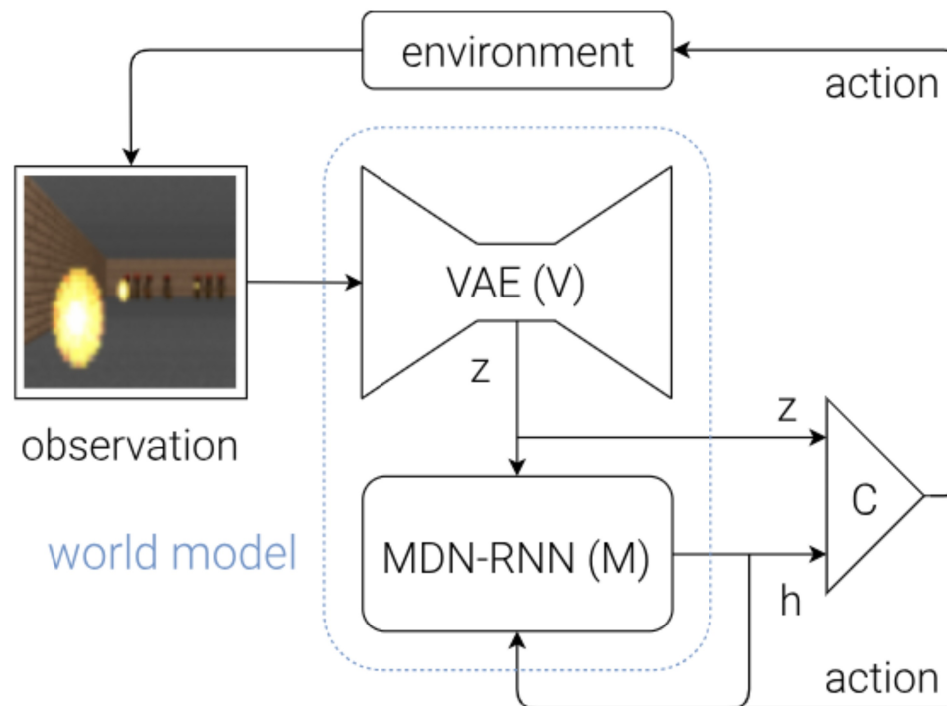 environment
action
VAE (V)
z
z
observation
C
world model
MDN-RNN (M)
h
action